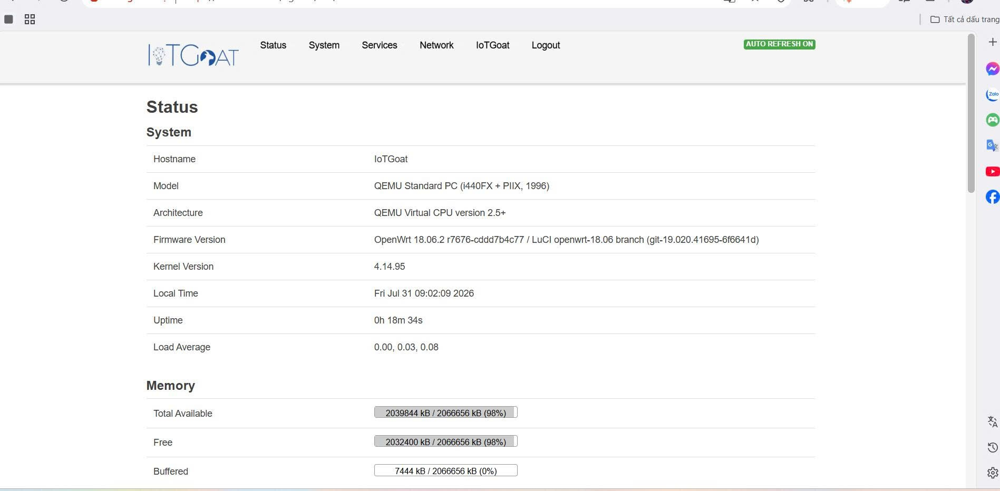 Tất cả dấu trang
IoTGoat
Status System Services Network IoTGoat Logout
AUTO REFRESH ON
Status
System
Hostname IoTGoat
Model QEMU Standard PC (i440FX + PIIX, 1996)
Architecture QEMU Virtual CPU version 2.5+
Firmware Version OpenWrt 18.06.2 r7676-cddd7b4c77 / LuCI openwrt-18.06 branch (git-19.020.41695-6f6641d)
Kernel Version 4.14.95
Local Time Fri Jul 31 09:02:09 2026
Uptime 0h 18m 34s
Load Average 0.00, 0.03, 0.08
Memory
Total Available 2039844 kB / 2066656 kB (98%)
Free 2032400 kB / 2066656 kB (98%)
Buffered 7444 kB / 2066656 kB (0%)
Zalo